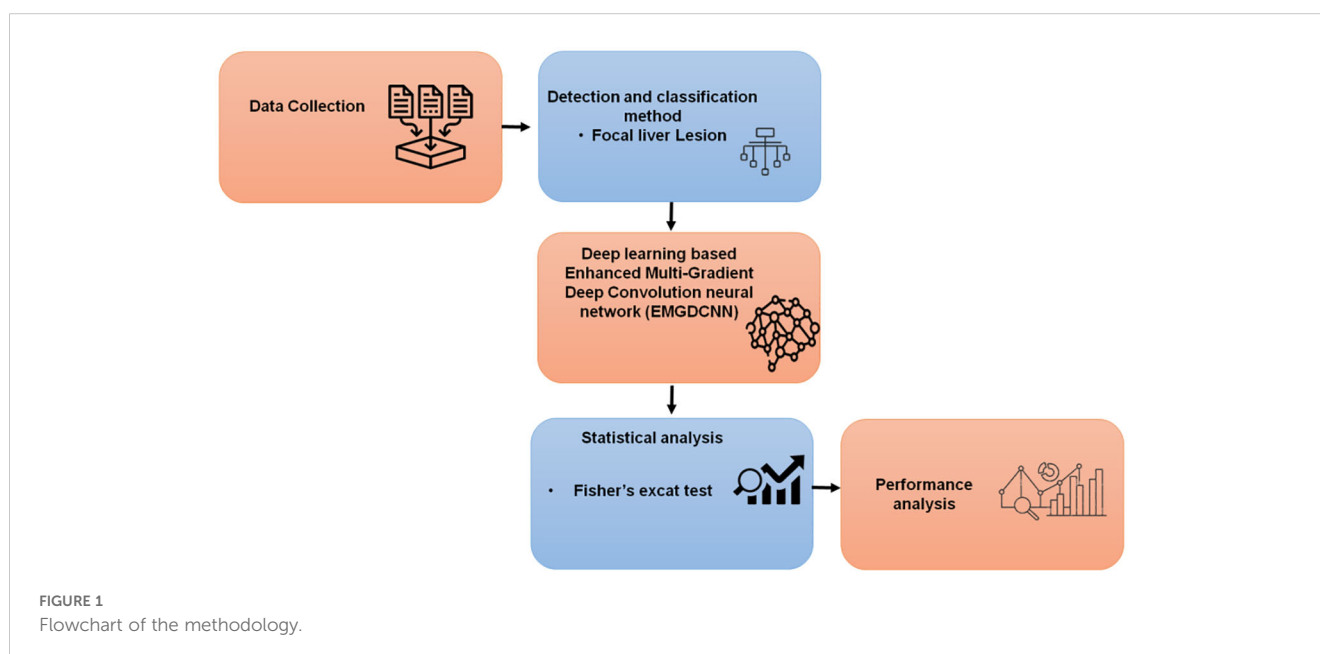 Data Collection
Detection and classification
method
• Focal liver Lesion
Deep learning based
Enhanced Multi-Gradient
Deep Convolution neural
network (EMGDCNN)
Statistical analysis
• Fisher's excat test
Performance
analysis
FIGURE 1
Flowchart of the methodology.